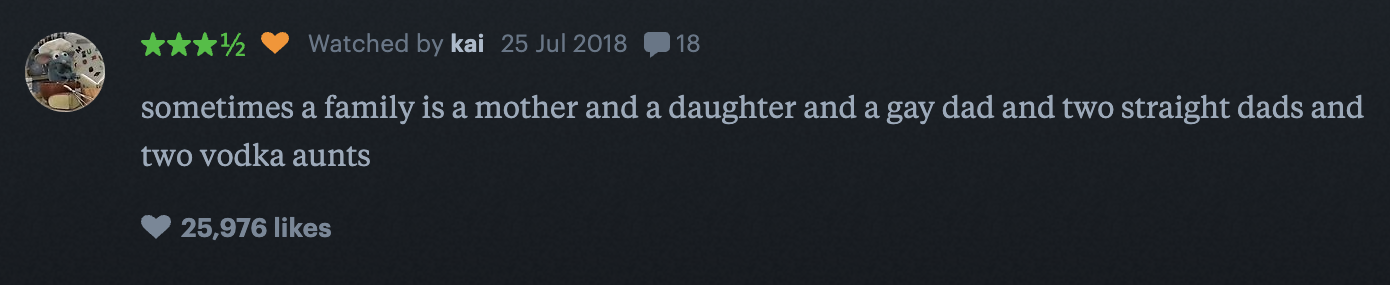 ★★★½ Watched by kai 25 Jul 2018 18
sometimes a family is a mother and a daughter and a gay dad and two straight dads and
two vodka aunts
25,976 likes